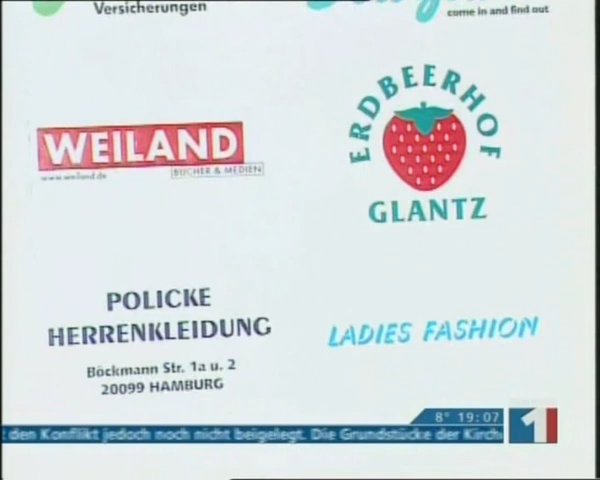 Versicherungen
come in and find out
WEILAND
www.weiland.de
BÜCHER & MEDIEN
ERDBEERHOF
GLANTZ
POLICKE
HERRENKLEIDUNG
Böckmann Str. 1a u. 2
20099 HAMBURG
LADIES FASHION
8° 19:07
1
den Konflikt jedoch noch nicht beigelegt. Die Grundstücke der Kirch